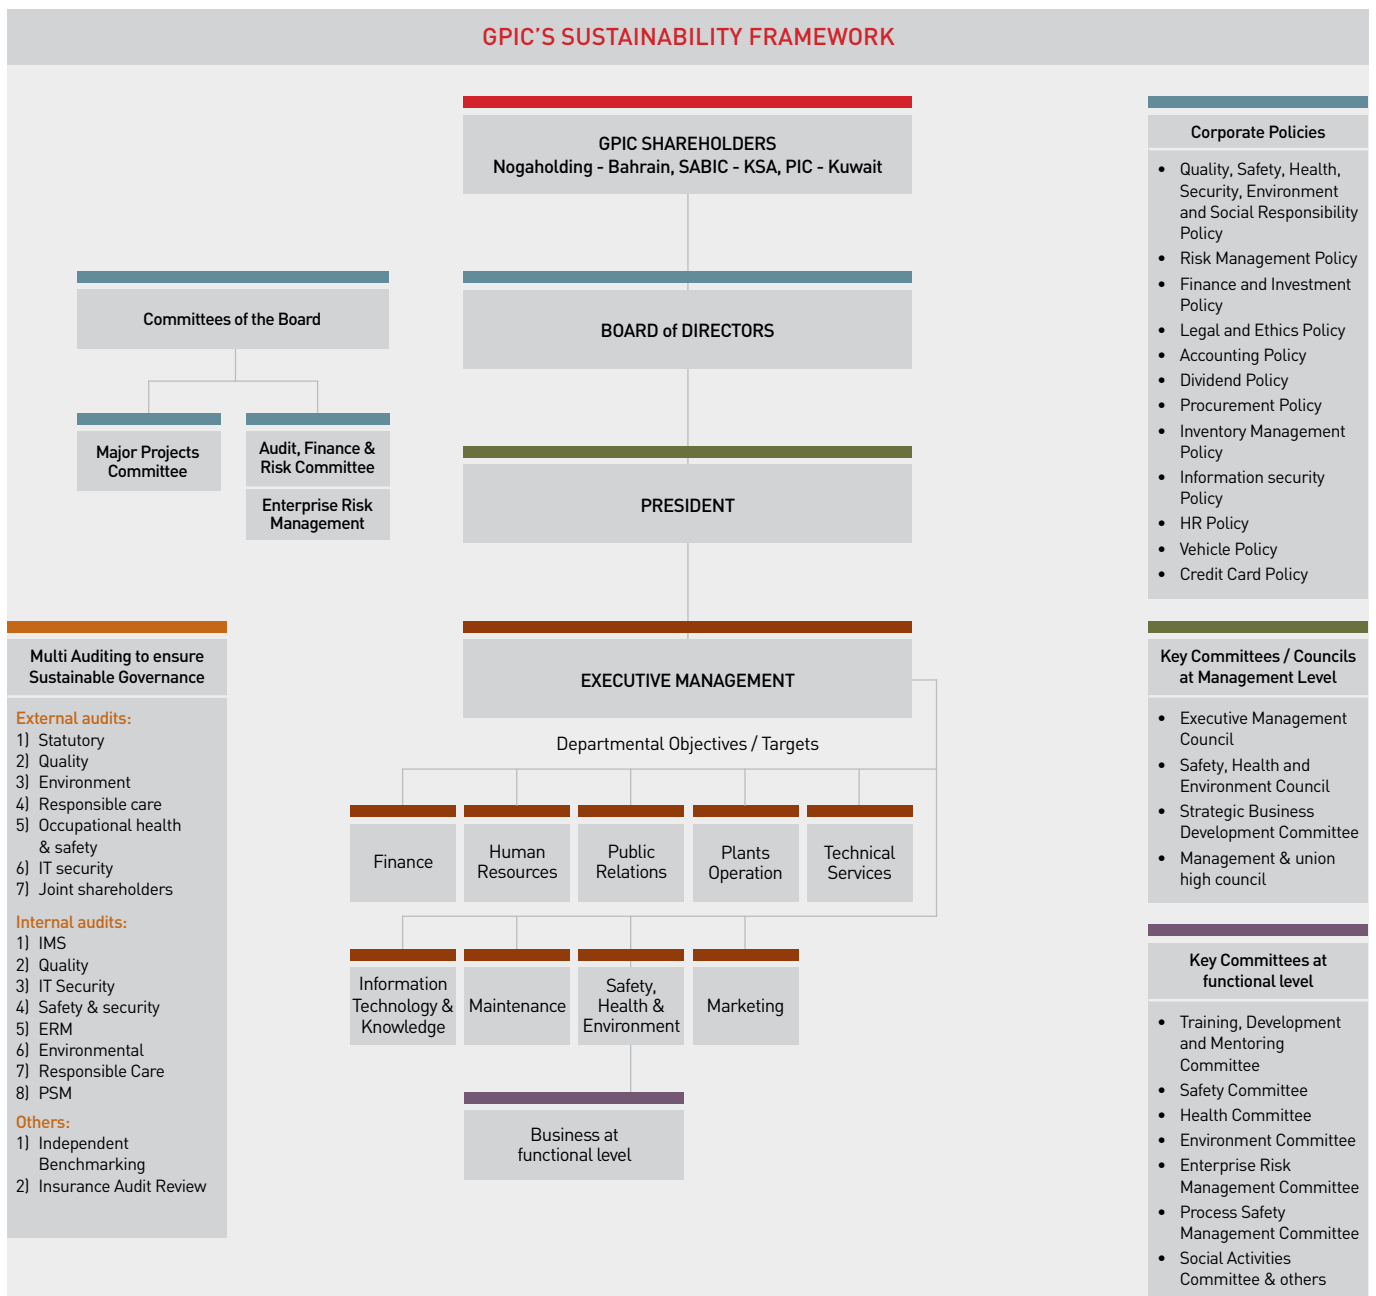 GPIC'S SUSTAINABILITY FRAMEWORK
GPIC SHAREHOLDERS
Nogaholding - Bahrain, SABIC - KSA, PIC - Kuwait
Committees of the Board
Major Projects
Committee
Audit, Finance &
Risk Committee
Enterprise Risk
Management
BOARD of DIRECTORS
PRESIDENT
EXECUTIVE MANAGEMENT
Departmental Objectives / Targets
Finance
Human
Resources
Public
Relations
Plants
Operation
Technical
Services
Information
Technology &
Knowledge
Maintenance
Safety,
Health &
Environment
Marketing
Business at
functional level
Multi Auditing to ensure
Sustainable Governance
External audits:
1) Statutory
2) Quality
3) Environment
4) Responsible care
5) Occupational health
& safety
6) IT security
7) Joint shareholders
Internal audits:
1) IMS
2) Quality
3) IT Security
4) Safety & security
5) ERM
6) Environmental
7) Responsible Care
8) PSM
Others:
1) Independent
Benchmarking
2) Insurance Audit Review
Corporate Policies
• Quality, Safety, Health,
Security, Environment
and Social Responsibility
Policy
• Risk Management Policy
• Finance and Investment
Policy
• Legal and Ethics Policy
• Accounting Policy
• Dividend Policy
• Procurement Policy
• Inventory Management
Policy
• Information security
Policy
• HR Policy
• Vehicle Policy
• Credit Card Policy
Key Committees / Councils
at Management Level
• Executive Management
Council
• Safety, Health and
Environment Council
• Strategic Business
Development Committee
• Management & union
high council
Key Committees at
functional level
• Training, Development
and Mentoring
Committee
• Safety Committee
• Health Committee
• Environment Committee
• Enterprise Risk
Management Committee
• Process Safety
Management Committee
• Social Activities
Committee & others